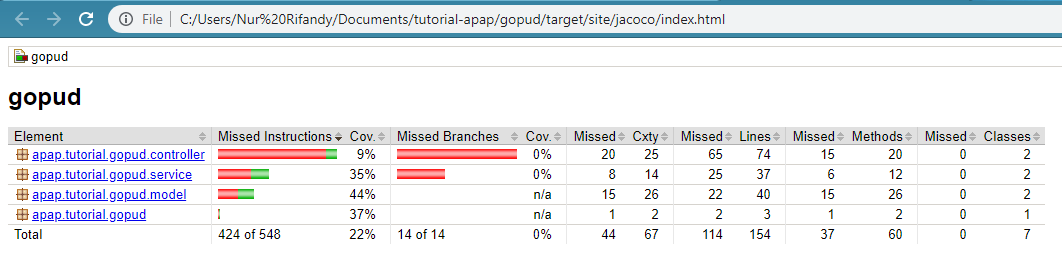 File | C:/Users/Nur%20Rifandy/Documents/tutorial-apap/gopud/target/site/jacoco/index.html
gopud
gopud
Element Missed Instructions Cov. Missed Branches Cov. Missed Cxty Missed Lines Missed Methods Missed Classes
apap.tutorial.gopud.controller 9% 0% 20 25 65 74 15 20 0 2
apap.tutorial.gopud.service 35% 0% 8 14 25 37 6 12 0 2
apap.tutorial.gopud.model 44% n/a 15 26 22 40 15 26 0 2
apap.tutorial.gopud 37% n/a 1 2 2 3 1 2 0 1
Total 424 of 548 22% 14 of 14 0% 44 67 114 154 37 60 0 7